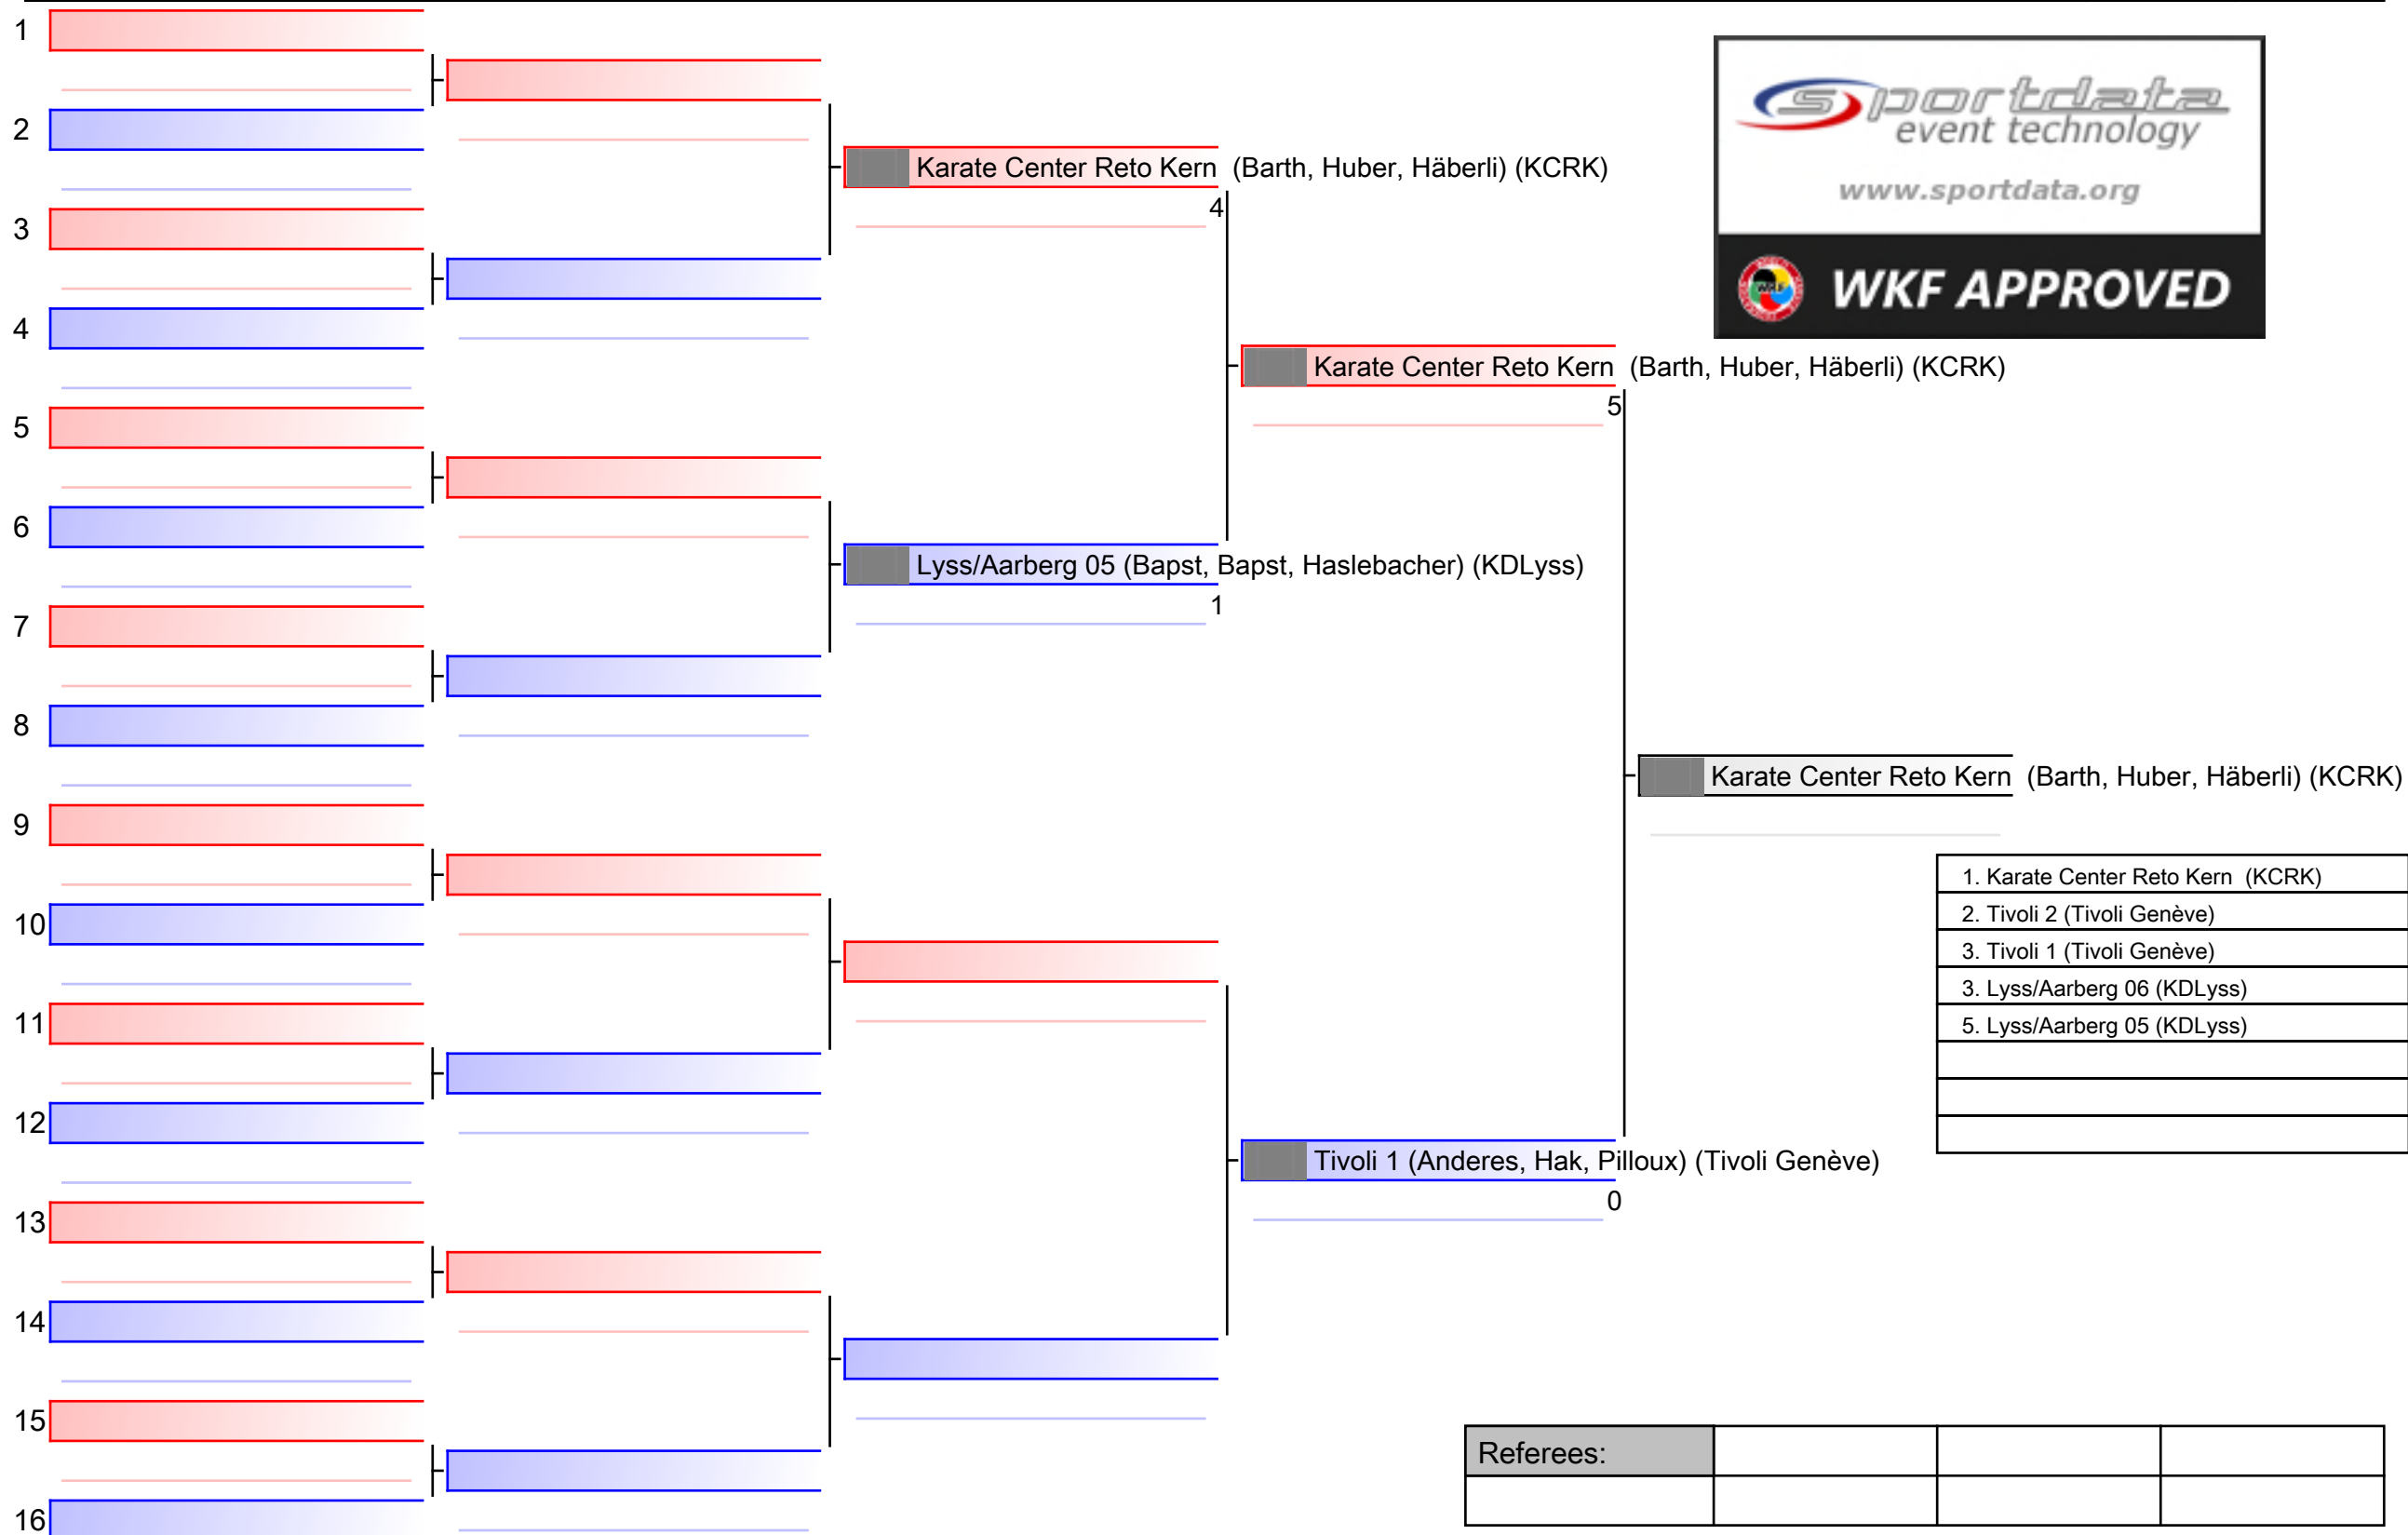 1
2
3
4
5
6
7
8
9
10
11
12
13
14
15
16
Karate Center Reto Kern (Barth, Huber, Häberli) (KCRK)
4
Lyss/Aarberg 05 (Bapst, Bapst, Haslebacher) (KDLyss)
1
Karate Center Reto Kern (Barth, Huber, Häberli) (KCRK)
5
Tivoli 1 (Anderes, Hak, Pilloux) (Tivoli Genève)
0
Karate Center Reto Kern (Barth, Huber, Häberli) (KCRK)
sportdata
event technology
www.sportdata.org
WKF
WKF APPROVED
1. Karate Center Reto Kern (KCRK)
2. Tivoli 2 (Tivoli Genève)
3. Tivoli 1 (Tivoli Genève)
3. Lyss/Aarberg 06 (KDLyss)
5. Lyss/Aarberg 05 (KDLyss)
Referees: